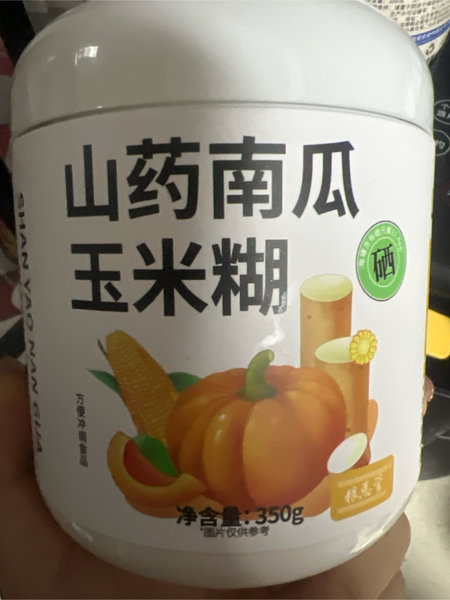 山药南瓜
玉米糊
硒
SHAN YAO NAN GUA
方便冲调食品
净含量: 350g
*图片仅供参考